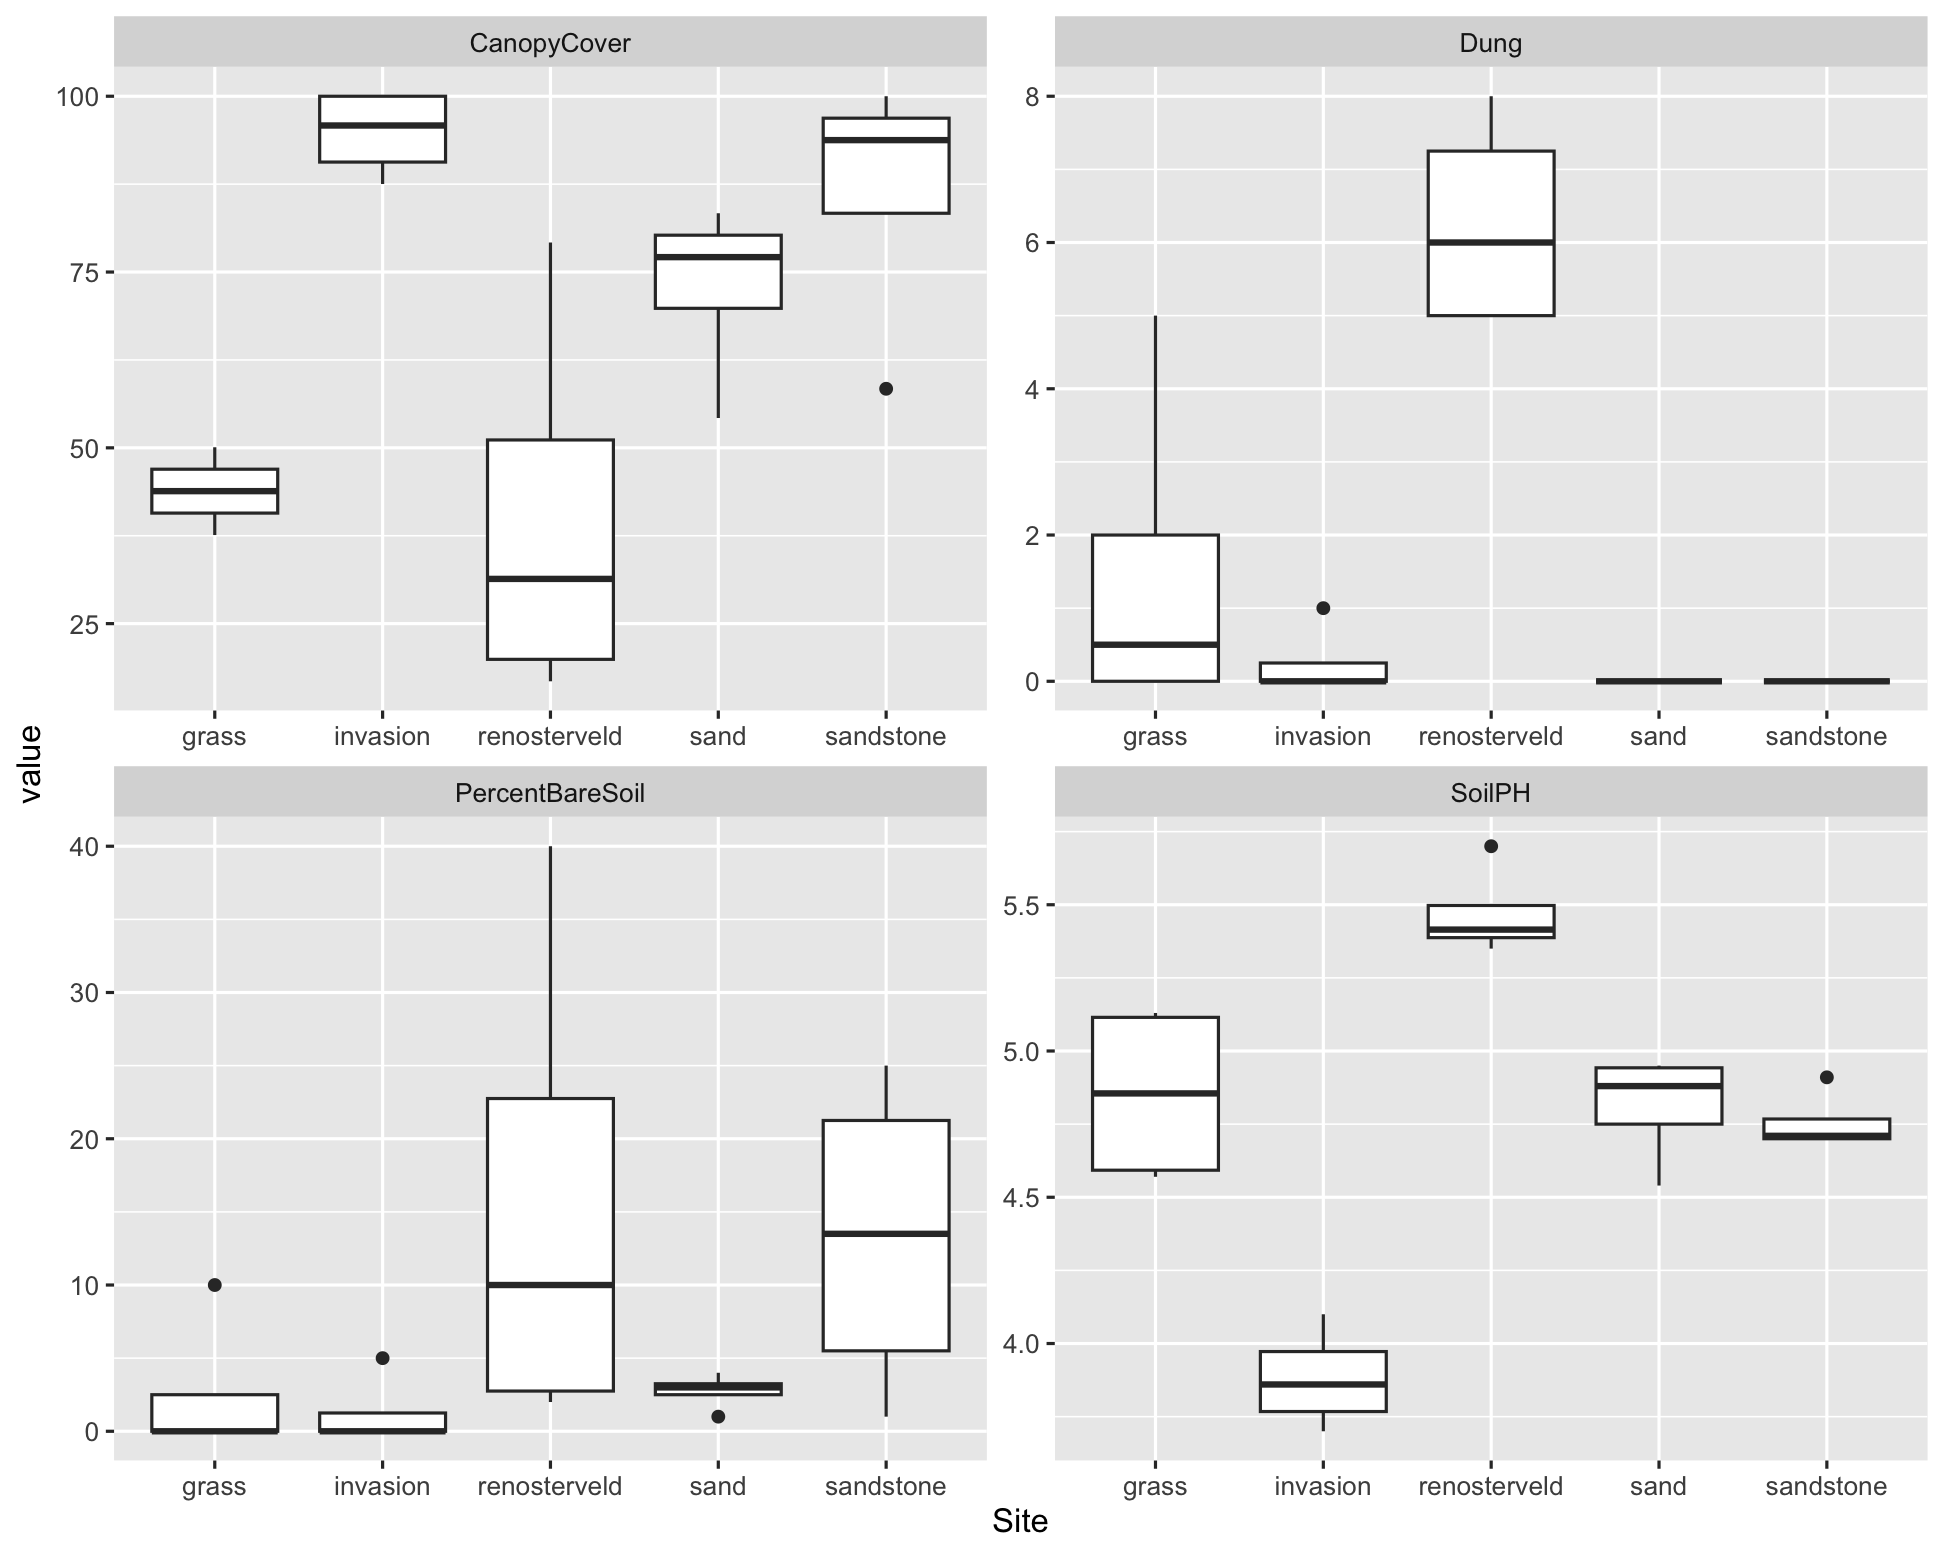 CanopyCover
Dung
100
75
50
25
8
6
4
2
0
grass invasion renosterveld sand sandstone
grass invasion renosterveld sand sandstone
value
PercentBareSoil
SoilPH
40
30
20
10
0
5.5
5.0
4.5
4.0
grass invasion renosterveld sand sandstone
grass invasion renosterveld sand sandstone
Site